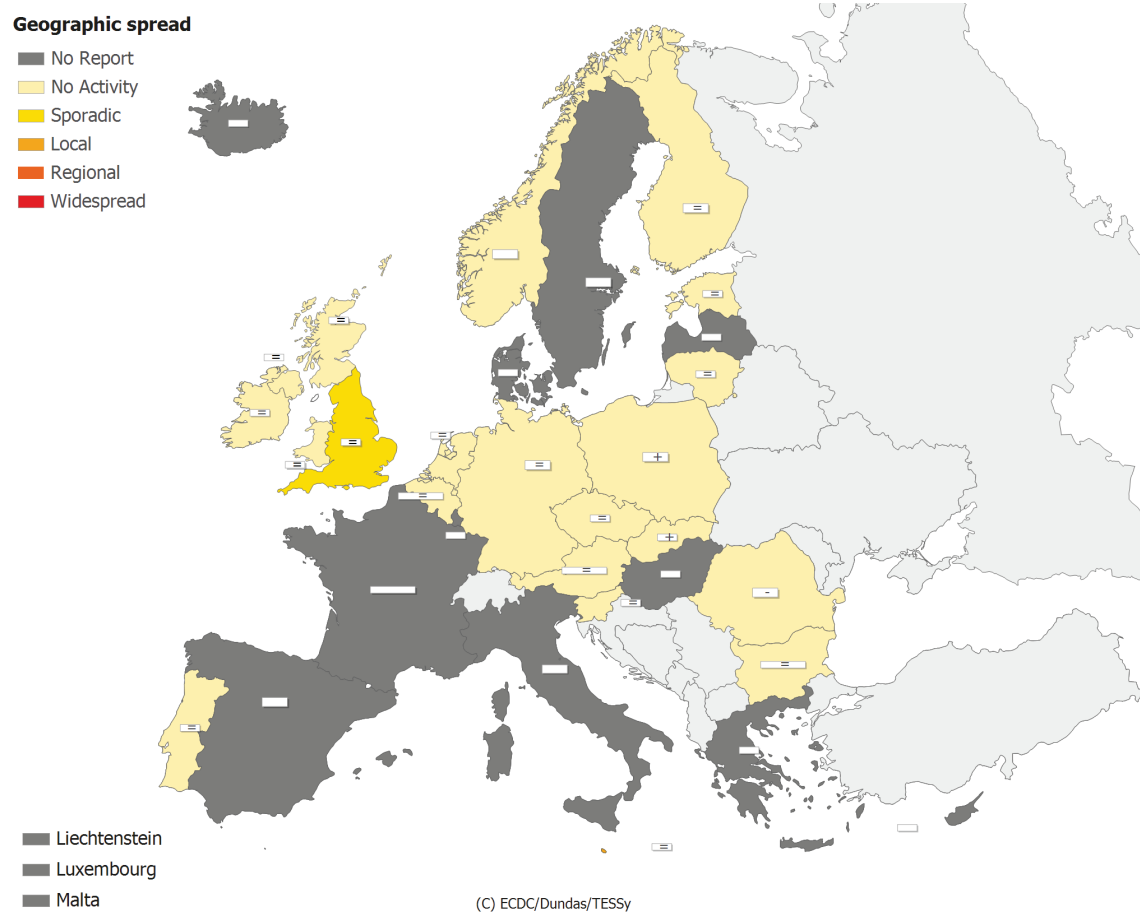 Geographic spread
No Report
No Activity
Sporadic
Local
Regional
Widespread
=
=
=
=
=
=
=
=
=
=
+
=
=
=
+
=
=
-
=
=
=
Liechtenstein
Luxembourg
Malta
(C) ECDC/Dundas/TESSy